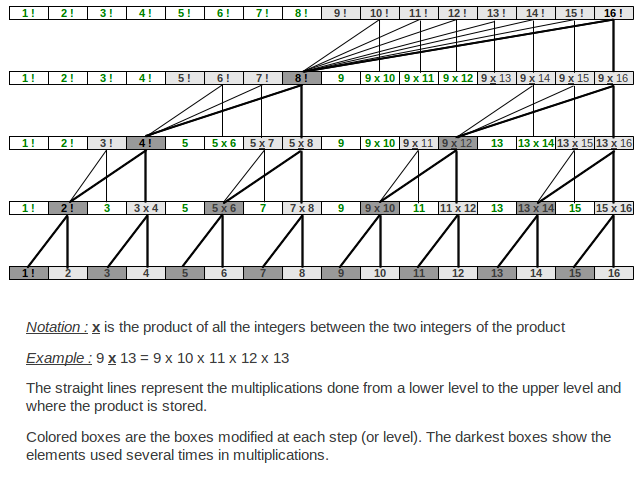 1 ! 2 ! 3 ! 4 ! 5 ! 6 ! 7 ! 8 ! 9 ! 10 ! 11 ! 12 ! 13 ! 14 ! 15 ! 16 !
1 ! 2 ! 3 ! 4 ! 5 ! 6 ! 7 ! 8 ! 9 9 x 10 9 x 11 9 x 12 9 x 13 9 x 14 9 x 15 9 x 16
1 ! 2 ! 3 ! 4 ! 5 5 x 6 5 x 7 5 x 8 9 9 x 10 9 x 11 9 x 12 13 13 x 14 13 x 15 13 x 16
1 ! 2 ! 3 3 x 4 5 5 x 6 7 7 x 8 9 9 x 10 11 11 x 12 13 13 x 14 15 15 x 16
1 ! 2 3 4 5 6 7 8 9 10 11 12 13 14 15 16
Notation : x is the product of all the integers between the two integers of the product
Example : 9 x 13 = 9 x 10 x 11 x 12 x 13
The straight lines represent the multiplications done from a lower level to the upper level and
where the product is stored.
Colored boxes are the boxes modified at each step (or level). The darkest boxes show the
elements used several times in multiplications.